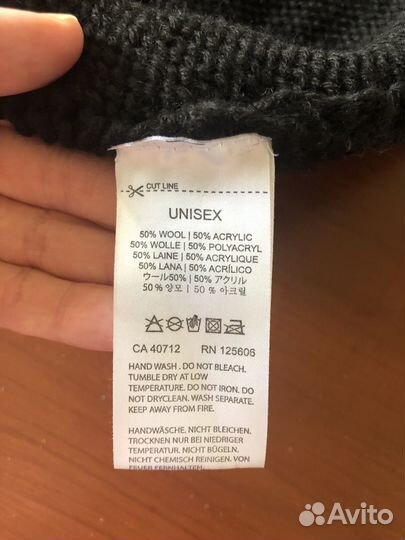 CUT LINE
UNISEX
50% WOOL | 50% ACRYLIC
50% WOLLE | 50% POLYACRYL
50% LAINE | 50% ACRYLIQUE
50% LANA | 50% ACRÍLICO
ウール50% | 50% アクリル
50% 양모 | 50% 아크릴
CA 40712 RN 125606
HAND WASH . DO NOT BLEACH.
TUMBLE DRY AT LOW
TEMPERATURE. DO NOT IRON. DO
NOT DRYCLEAN. WASH SEPARATE.
KEEP AWAY FROM FIRE.
HANDWÄSCHE. NICHT BLEICHEN.
TROCKNEN NUR BEI NIEDRIGER
TEMPERATUR. NICHT BÜGELN.
NICHT CHEMISCH REINIGEN. VON
FEUER FERNHALTEN.
Avito